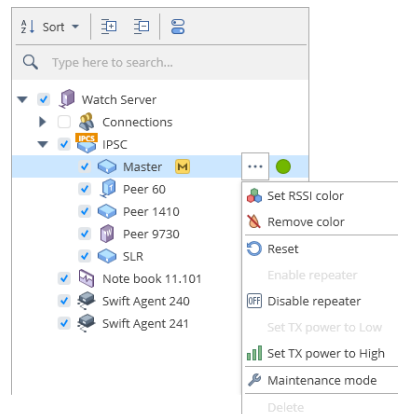 A Z Sort
Type here to search...
Watch Server
Connections
IPCS
IPSC
Master M
Peer 60
Peer 1410
Peer 9730
SLR
Note book 11.101
Swift Agent 240
Swift Agent 241
Set RSSI color
Remove color
Reset
Enable repeater
OFF Disable repeater
Set TX power to Low
Set TX power to High
Maintenance mode
Delete